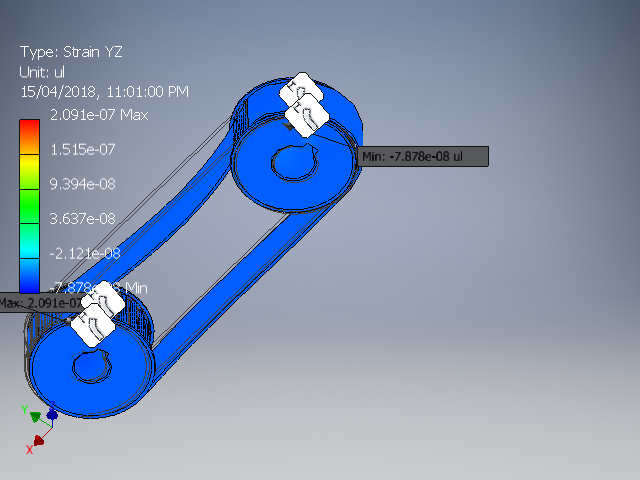 Type: Strain YZ
Unit: ul
15/04/2018, 11:01:00 PM
2.091e-07 Max
1.515e-07
9.394e-08
3.637e-08
-2.121e-08
-7.878e-08 Min
Min: -7.878e-08 ul
Max: 2.091e-07
Y
X